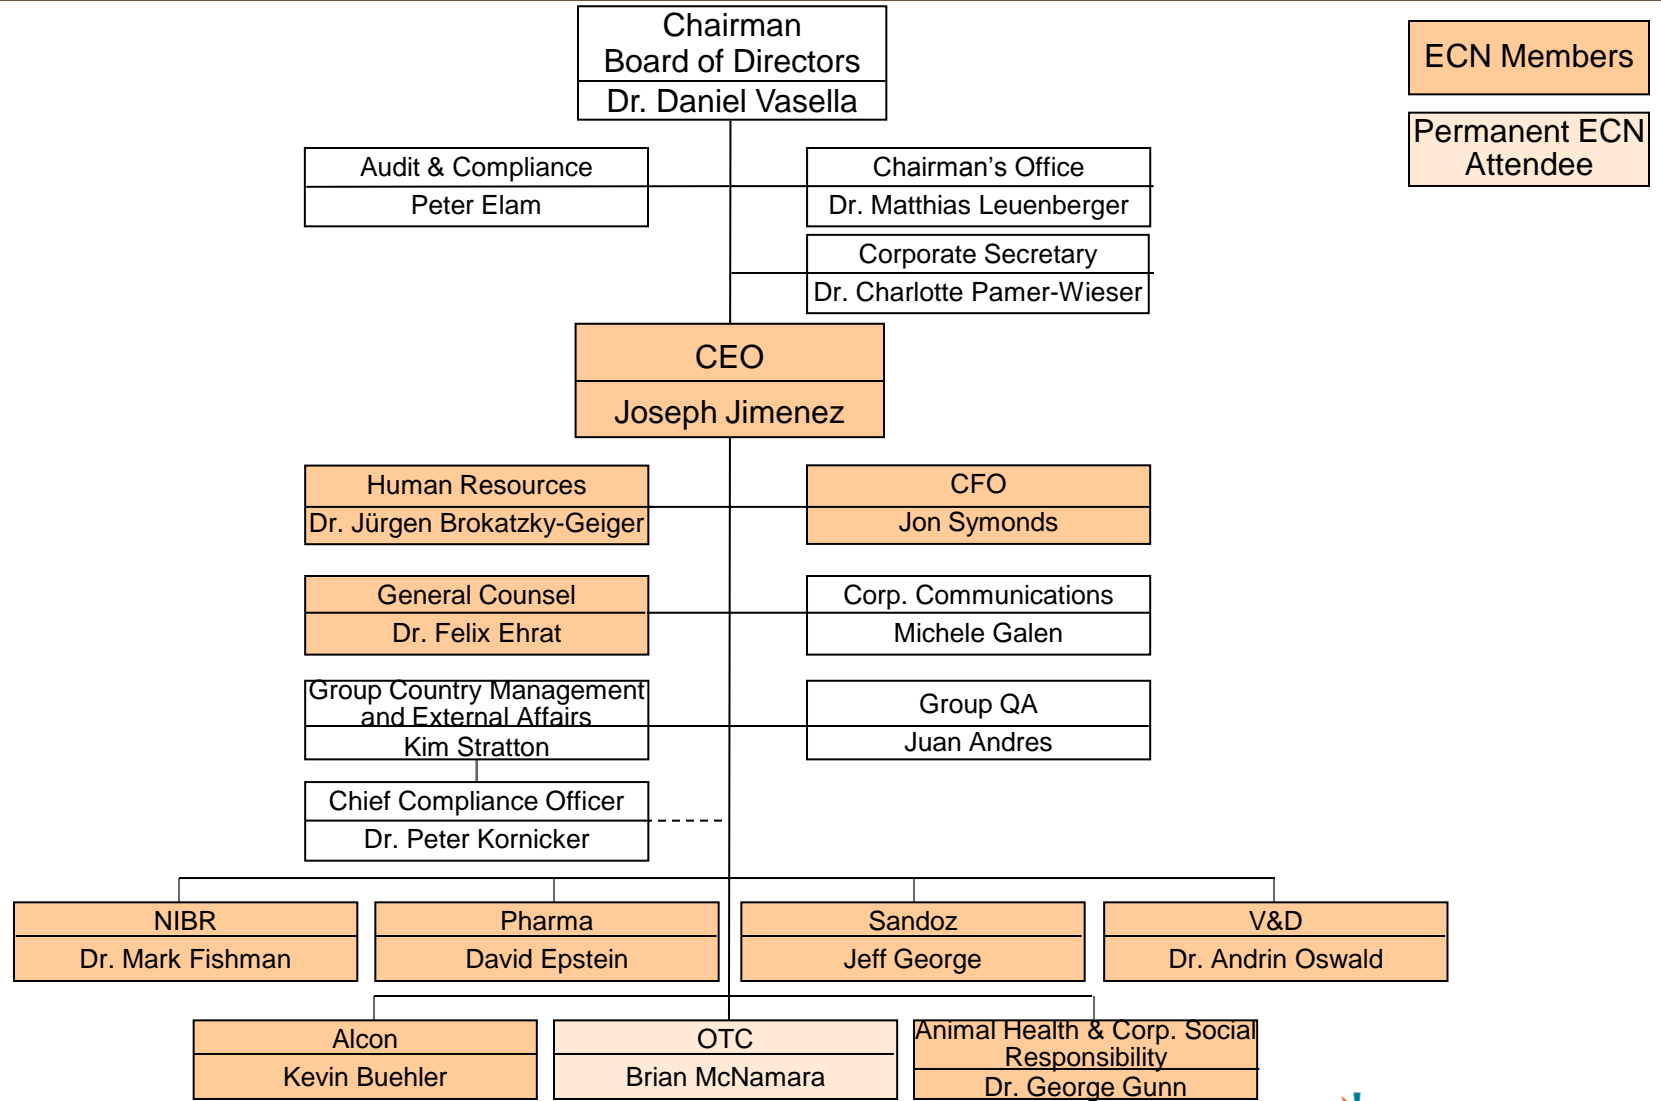 Chairman
Board of Directors
Dr. Daniel Vasella
ECN Members
Permanent ECN
Attendee
Audit & Compliance
Peter Elam
Chairman’s Office
Dr. Matthias Leuenberger
Corporate Secretary
Dr. Charlotte Pamer-Wieser
CEO
Joseph Jimenez
Human Resources
Dr. Jürgen Brokatzky-Geiger
CFO
Jon Symonds
General Counsel
Dr. Felix Ehrat
Corp. Communications
Michele Galen
Group Country Management
and External Affairs
Kim Stratton
Group QA
Juan Andres
Chief Compliance Officer
Dr. Peter Kornicker
NIBR
Dr. Mark Fishman
Pharma
David Epstein
Sandoz
Jeff George
V&D
Dr. Andrin Oswald
Alcon
Kevin Buehler
OTC
Brian McNamara
Animal Health & Corp. Social
Responsibility
Dr. George Gunn